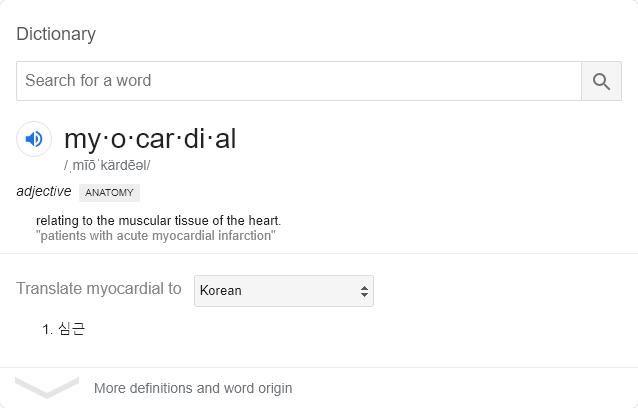 Dictionary
Search for a word
my·o·car·di·al
/ˌmīōˈkärdēəl/
adjective ANATOMY
relating to the muscular tissue of the heart.
"patients with acute myocardial infarction"
Translate myocardial to Korean
1. 심근
More definitions and word origin